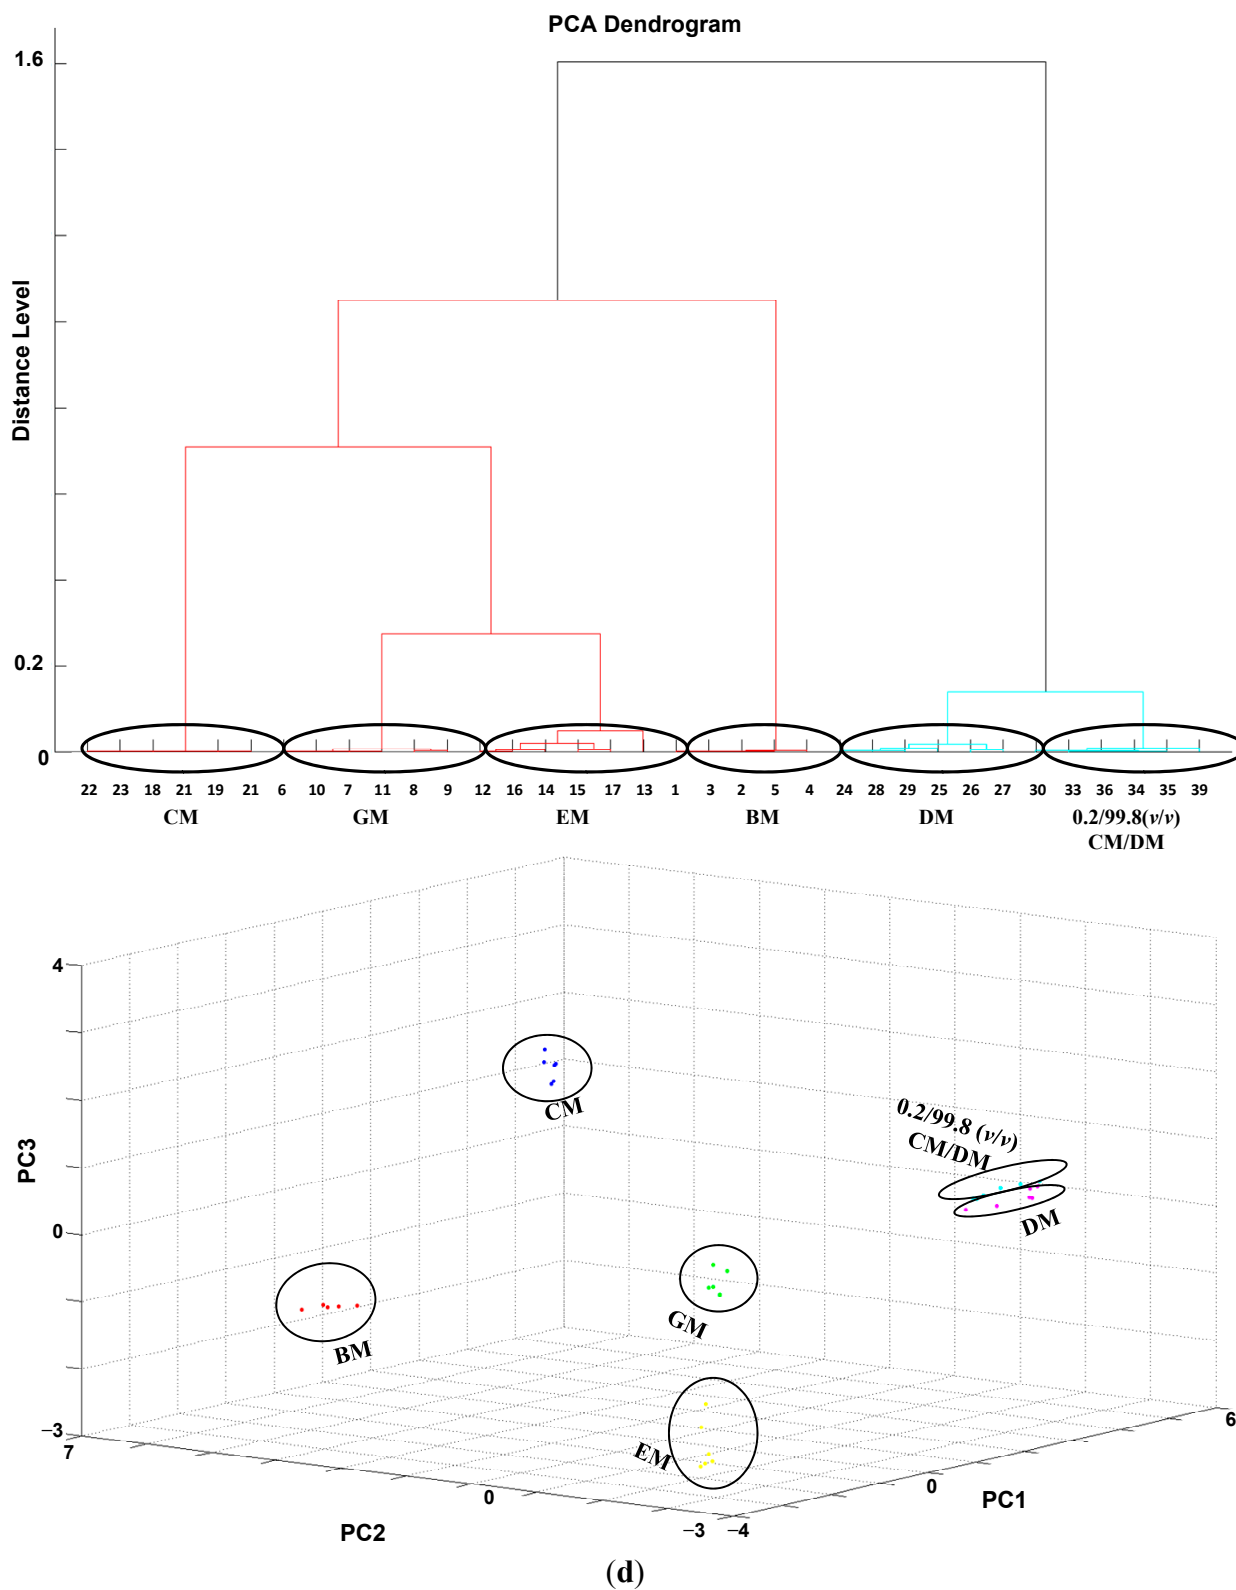 PCA Dendrogram
1.6
Distance Level
0.2
0
22 23 18 21 19 21 6 10 7 11 8 9 12 16 14 15 17 13 1 3 2 5 4 24 28 29 25 26 27 30 33 36 34 35 39
CM GM EM BM DM 0.2/99.8(v/v)
CM/DM
4
CM
0.2/99.8 (v/v)
CM/DM
PC3
0
DM
GM
BM
EM
−3
7
6
0
0
PC1
PC2
−3 −4
(d)